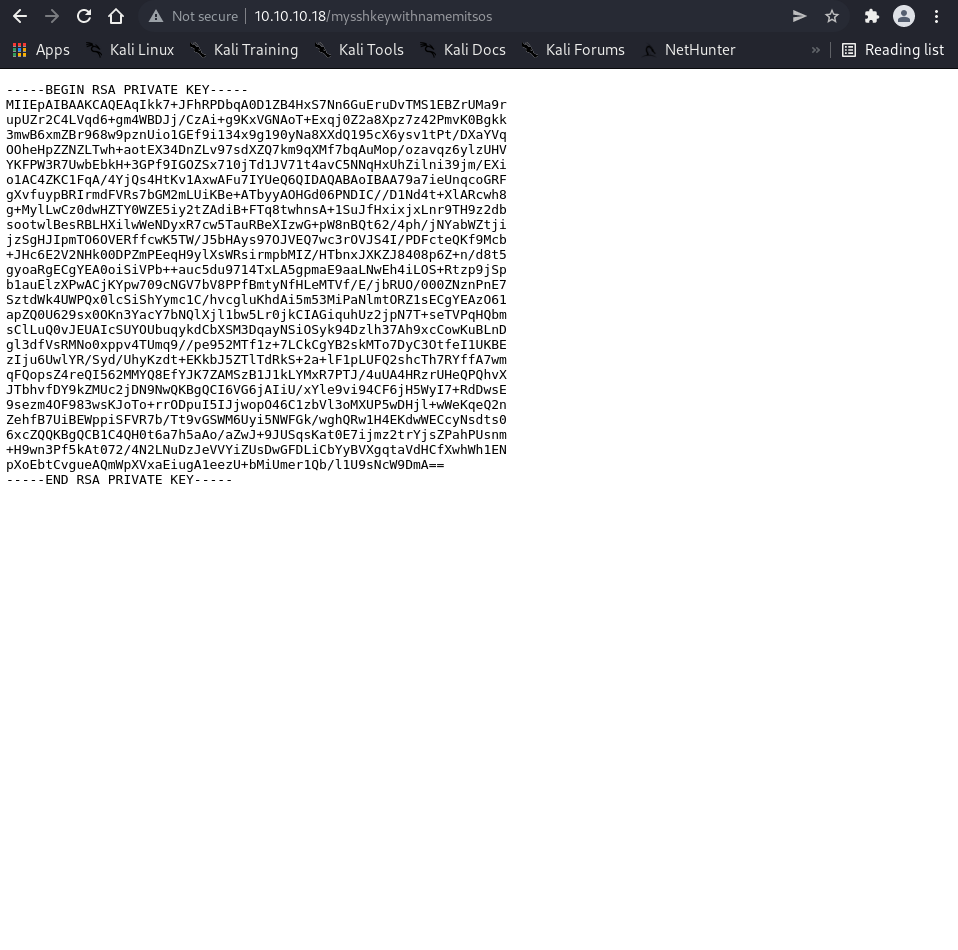 Not secure
10.10.10.18/mysshkeywithnamemitsos
Apps
Kali Linux
Kali Training
Kali Tools
Kali Docs
Kali Forums
NetHunter
»
Reading list
-----BEGIN RSA PRIVATE KEY-----
MIIEpAIBAAKCAQEAqIkk7+JFhRPDbqA0D1ZB4HxS7Nn6GuEruDvTMS1EBZrUMa9r
upUZr2C4LVqd6+gm4WBDJj/CzAi+g9KxVGNAoT+Exqj0Z2a8Xpz7z42PmvK0Bgkk
3mwB6xmZBr968w9pznUio1GEf9i134x9g190yNa8XXdQ195cX6ysv1tPt/DXaYVq
OOheHpZZNZLTwh+aotEX34DnZLv97sdXZQ7km9qXMf7bqAuMop/ozavqz6ylzUHV
YKFPW3R7UwbEbkH+3GPf9IGOZSx710jTd1JV71t4avC5NNqHxUhZilni39jm/EXi
o1AC4ZKC1FqA/4YjQs4HtKv1AxwAFu7IYUeQ6QIDAQABAoIBAA79a7ieUnqcoGRF
gXvfuypBRIrmdFVRs7bGM2mLUiKBe+ATbyyAOHGd06PNDIC//D1Nd4t+XlARcwh8
g+MylLwCz0dwHZTY0WZE5iy2tZAdiB+FTq8twhnsA+1SuJfHxixjxLnr9TH9z2db
sootwlBesRBLHXilwWeNDyxR7cw5TauRBeXIzwG+pW8nBQt62/4ph/jNYabWZtji
jzSgHJIpmTO6OVERffcwK5TW/J5bHAys97OJVEQ7wc3rOVJS4I/PDFcteQKf9Mcb
+JHc6E2V2NHk00DPZmPEeqH9ylXsWRsirmpbMIZ/HTbnxJXKZJ8408p6Z+n/d8t5
gyoaRgECgYEA0oiSiVPb++auc5du9714TxLA5gpmaE9aaLNwEh4iLOS+Rtzp9jSp
b1auElzXPwACjKYpw709cNGV7bV8PPfBmtyNfHLeMTVf/E/jbRUO/000ZNznPnE7
SztdWk4UWPQx0lcSiShYymc1C/hvcgluKhdAi5m53MiPaNlmtORZ1sECgYEAzO61
apZQ0U629sx0OKn3YacY7bNQlXjl1bw5Lr0jkCIAGiquhUz2jpN7T+seTVPqHQbm
sClLuQ0vJEUAIcSUYOUbuqykdCbXSM3DqayNSiOSyk94Dzlh37Ah9xcCowKuBLnD
gl3dfVsRMNo0xppv4TUmq9//pe952MTf1z+7LCkCgYB2skMTo7DyC3OtfeI1UKBE
zIju6UwlYR/Syd/UhyKzdt+EKkbJ5ZTlTdRkS+2a+lF1pLUFQ2shcTh7RYffA7wm
qFQopsZ4reQI562MMYQ8EfYJK7ZAMSzB1J1kLYMxR7PTJ/4uUA4HRzrUHeQPQhvX
JTbhvfDY9kZMUc2jDN9NwQKBgQCI6VG6jAIiU/xYle9vi94CF6jH5WyI7+RdDwsE
9sezm4OF983wsKJoTo+rrODpuI5IJjwopO46C1zbVl3oMXUP5wDHjl+wWeKqeQ2n
ZehfB7UiBEWppiSFVR7b/Tt9vGSWM6Uyi5NWFGk/wghQRw1H4EKdwWECcyNsdts0
6xcZQQKBgQCB1C4QH0t6a7h5aAo/aZwJ+9JUSqsKat0E7ijmz2trYjsZPahPUsnm
+H9wn3Pf5kAt072/4N2LNuDzJeVVYiZUsDwGFDLiCbYyBVXgqtaVdHCfXwhWh1EN
pXoEbtCvgueAQmWpXVxaEiugA1eezU+bMiUmer1Qb/l1U9sNcW9DmA==
-----END RSA PRIVATE KEY-----